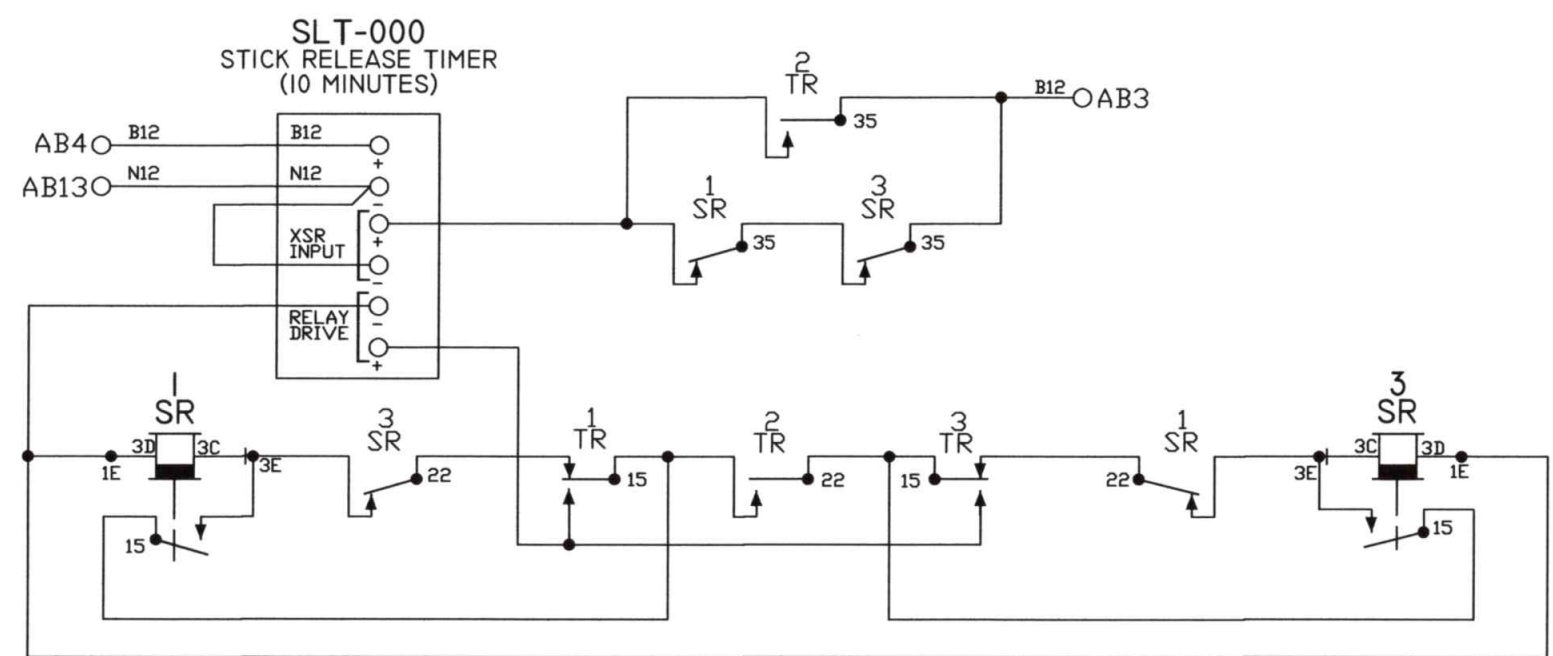 SLT-000
STICK RELEASE TIMER
(10 MINUTES)
2
TR
35
B12
AB3
AB4
B12
B12
+
AB13
N12
N12
-
1
SR
35
3
SR
35
XSR
INPUT
+
-
RELAY
DRIVE
-
+
1
SR
3D
3C
1E
3E
15
3
SR
22
1
TR
15
2
TR
22
3
TR
15
1
SR
22
3
SR
3C
3D
3E
1E
15